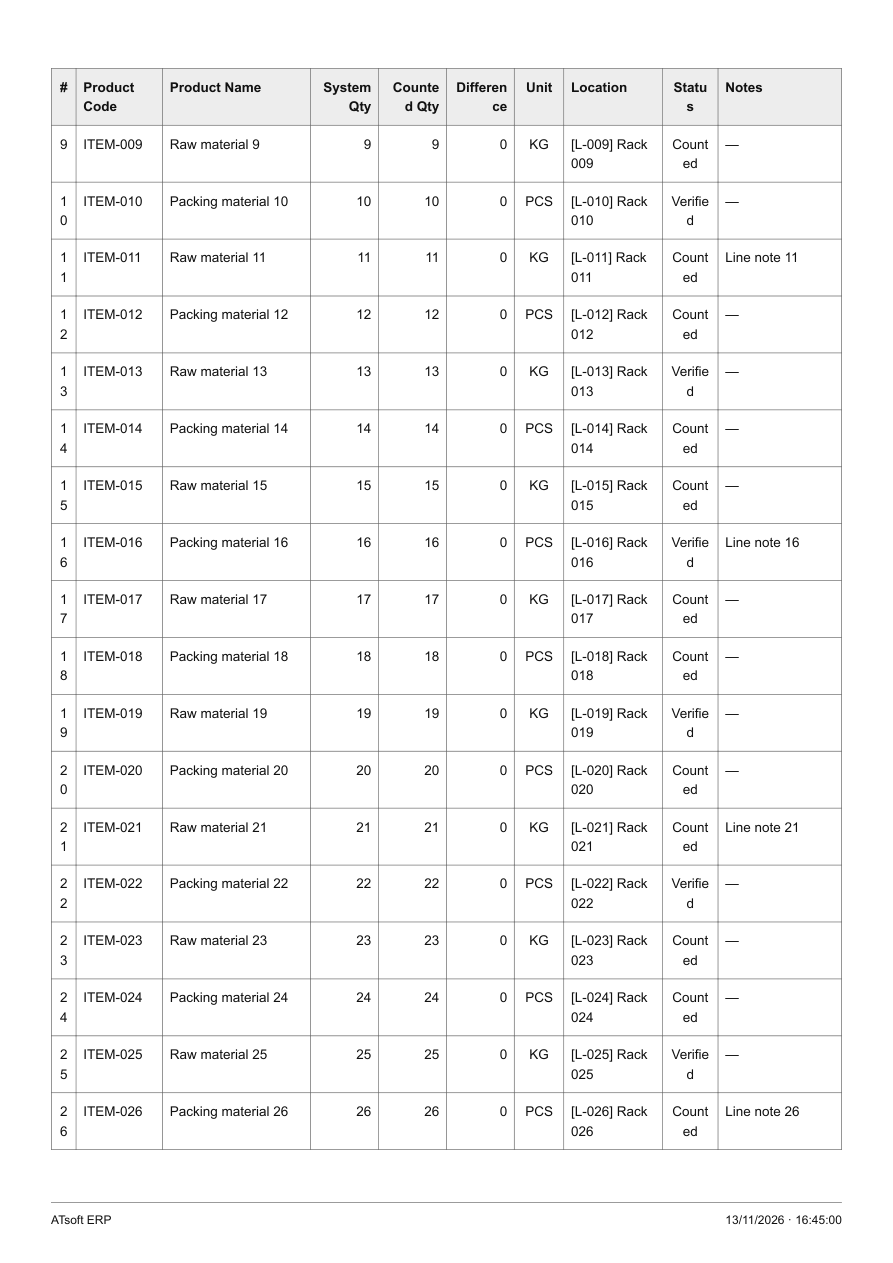 # Product Code Product Name System Qty Counted Qty Difference Unit Location Status Notes
9 ITEM-009 Raw material 9 9 9 0 KG [L-009] Rack 009 Counted —
10 ITEM-010 Packing material 10 10 10 0 PCS [L-010] Rack 010 Verified —
11 ITEM-011 Raw material 11 11 11 0 KG [L-011] Rack 011 Counted Line note 11
12 ITEM-012 Packing material 12 12 12 0 PCS [L-012] Rack 012 Counted —
13 ITEM-013 Raw material 13 13 13 0 KG [L-013] Rack 013 Verified —
14 ITEM-014 Packing material 14 14 14 0 PCS [L-014] Rack 014 Counted —
15 ITEM-015 Raw material 15 15 15 0 KG [L-015] Rack 015 Counted —
16 ITEM-016 Packing material 16 16 16 0 PCS [L-016] Rack 016 Verified Line note 16
17 ITEM-017 Raw material 17 17 17 0 KG [L-017] Rack 017 Counted —
18 ITEM-018 Packing material 18 18 18 0 PCS [L-018] Rack 018 Counted —
19 ITEM-019 Raw material 19 19 19 0 KG [L-019] Rack 019 Verified —
20 ITEM-020 Packing material 20 20 20 0 PCS [L-020] Rack 020 Counted —
21 ITEM-021 Raw material 21 21 21 0 KG [L-021] Rack 021 Counted Line note 21
22 ITEM-022 Packing material 22 22 22 0 PCS [L-022] Rack 022 Verified —
23 ITEM-023 Raw material 23 23 23 0 KG [L-023] Rack 023 Counted —
24 ITEM-024 Packing material 24 24 24 0 PCS [L-024] Rack 024 Counted —
25 ITEM-025 Raw material 25 25 25 0 KG [L-025] Rack 025 Verified —
26 ITEM-026 Packing material 26 26 26 0 PCS [L-026] Rack 026 Counted Line note 26
ATsoft ERP 13/11/2026 · 16:45:00